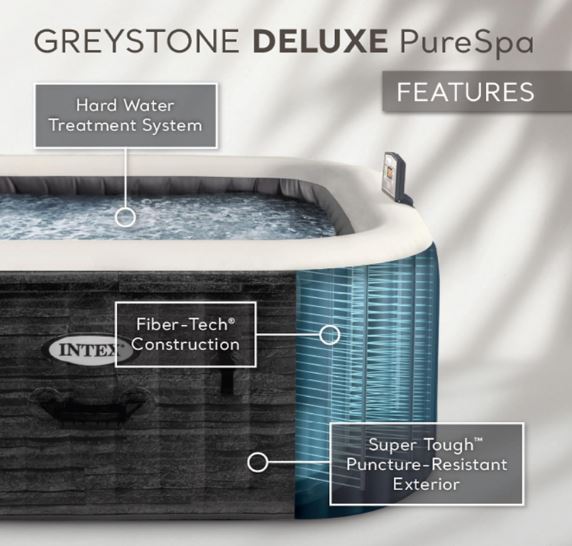 GREYSTONE DELUXE PureSpa
FEATURES
Hard Water
Treatment System
Fiber-Tech®
Construction
INTEX
Super Tough™
Puncture-Resistant
Exterior